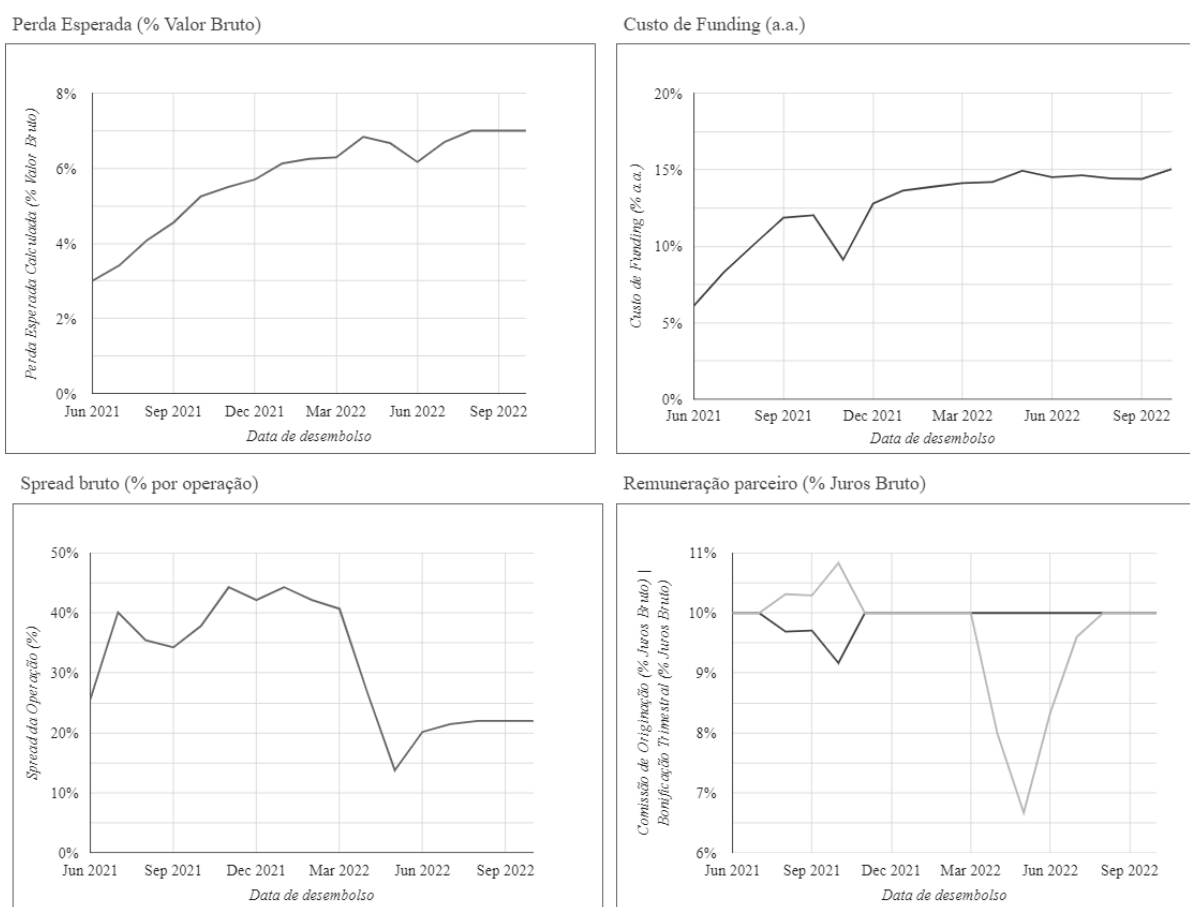 Perda Esperada (% Valor Bruto)
Perda Esperada Calculada (% Valor Bruto)
8%
6%
4%
2%
0%
Jun 2021 Sep 2021 Dec 2021 Mar 2022 Jun 2022 Sep 2022
Data de desembolso
Custo de Funding (a.a.)
Custo de Funding (% a.a.)
20%
15%
10%
5%
0%
Jun 2021 Sep 2021 Dec 2021 Mar 2022 Jun 2022 Sep 2022
Data de desembolso
Spread bruto (% por operação)
Spread da Operação (%)
50%
40%
30%
20%
10%
0%
Jun 2021 Sep 2021 Dec 2021 Mar 2022 Jun 2022 Sep 2022
Data de desembolso
Remuneração parceiro (% Juros Bruto)
Comissão de Originação (% Juros Bruto) |
Bonificação Trimestral (% Juros Bruto)
11%
10%
9%
8%
7%
6%
Jun 2021 Sep 2021 Dec 2021 Mar 2022 Jun 2022 Sep 2022
Data de desembolso